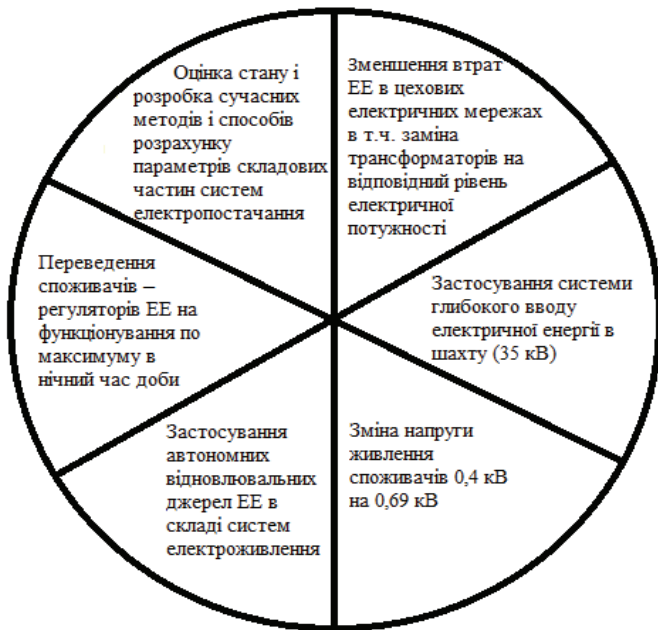 Оцінка стану і
розробка сучасних
методів і способів
розрахунку
параметрів складових
частин систем
електропостачання
Зменшення втрат
ЕЕ в цехових
електричних мережах
в т.ч. заміна
трансформаторів на
відповідний рівень
електричної
потужності
Переведення
споживачів –
регуляторів ЕЕ на
функціонування по
максимуму в
нічний час доби
Застосування системи
глибокого вводу
електричної енергії в
шахту (35 кВ)
Застосування
автономних
відновлювальних
джерел ЕЕ в
складі систем
електроживлення
Зміна напруги
живлення
споживачів 0,4 кВ
на 0,69 кВ